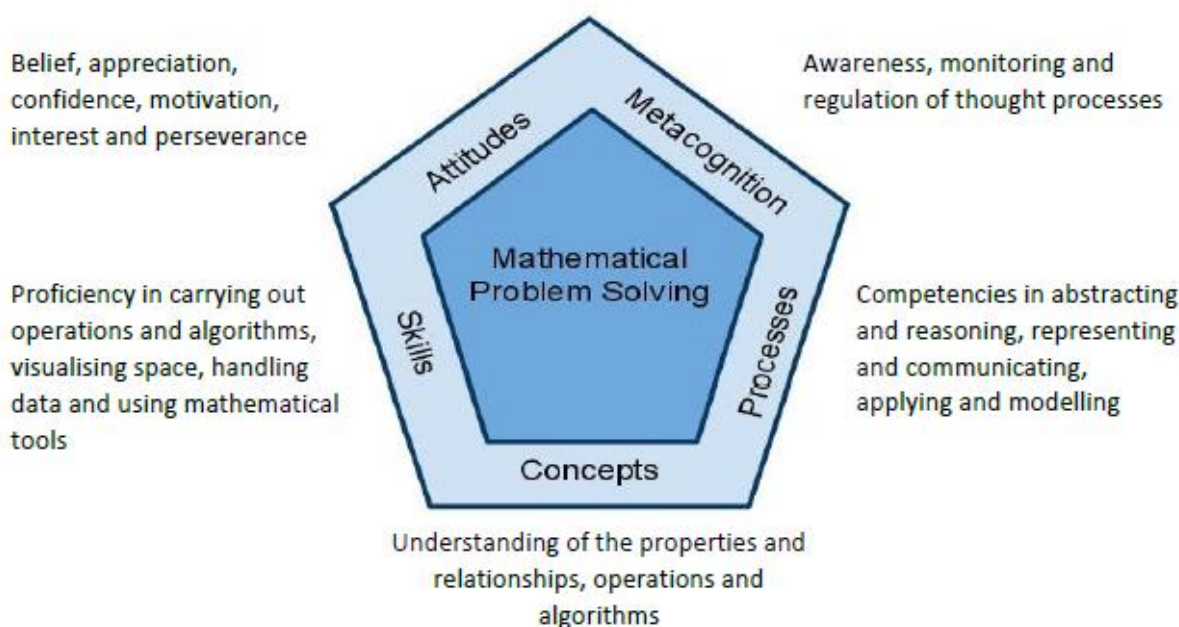 Belief, appreciation,
confidence, motivation,
interest and perseverance
Attitudes
Metacognition
Awareness, monitoring and
regulation of thought processes
Mathematical
Problem Solving
Proficiency in carrying out
operations and algorithms,
visualising space, handling
data and using mathematical
tools
Skills
Processes
Competencies in abstracting
and reasoning, representing
and communicating,
applying and modelling
Concepts
Understanding of the properties and
relationships, operations and
algorithms